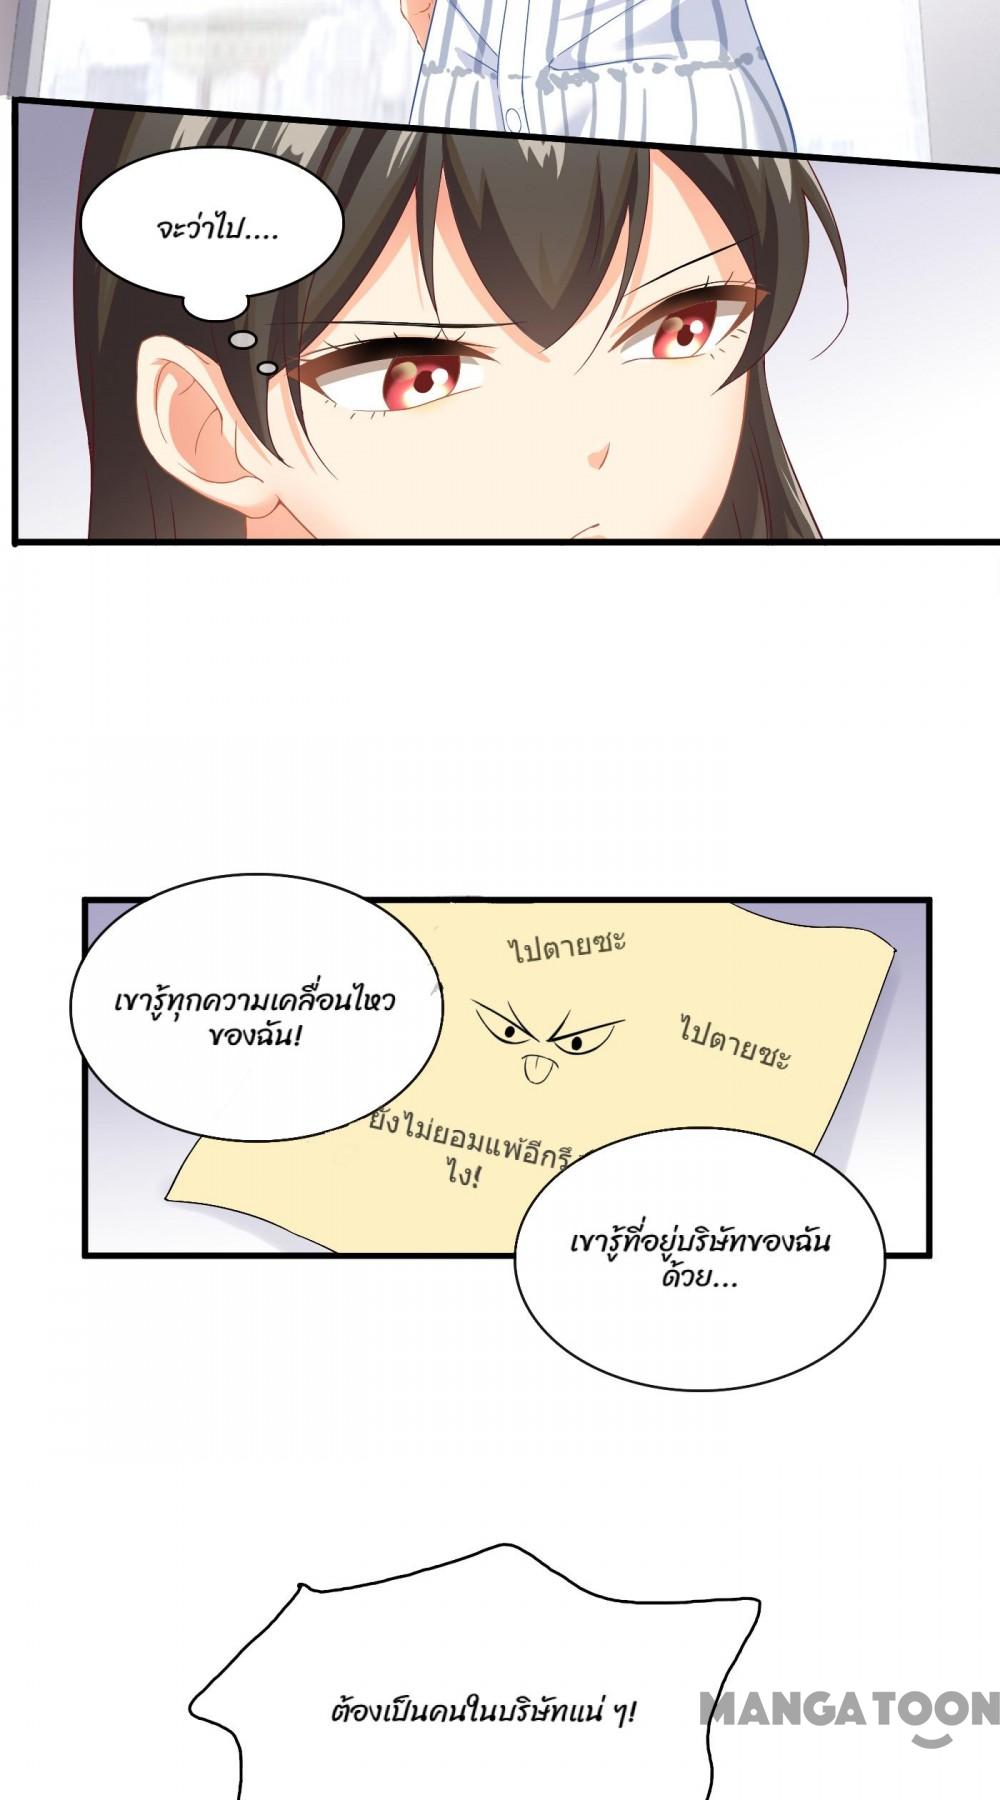 จะว่าไป....
ไปตายซะ
เขารู้ทุกความเคลื่อนไหว
ของฉัน!
ไปตายซะ
ยังไม่ยอมแพ้อีกรึ
ไง!
เขารู้ที่อยู่บริษัทของฉัน
ด้วย...
ต้องเป็นคนในบริษัทแน่ ๆ!
MANGATOON